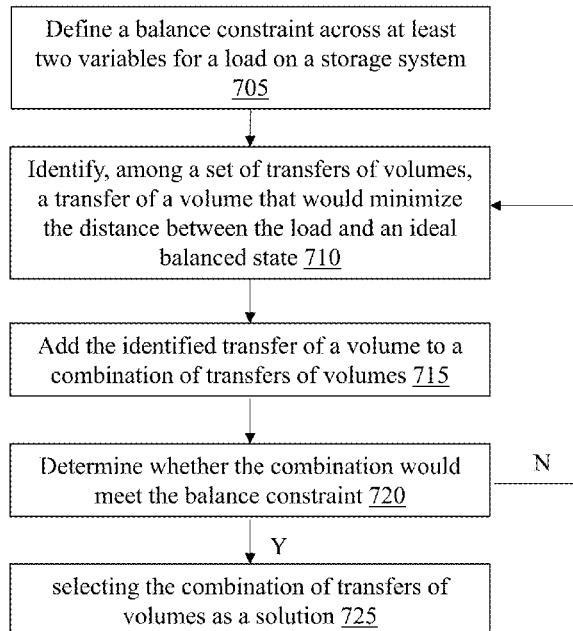 Define a balance constraint across at least
two variables for a load on a storage system
705
Identify, among a set of transfers of volumes,
a transfer of a volume that would minimize
the distance between the load and an ideal
balanced state 710
Add the identified transfer of a volume to a
combination of transfers of volumes 715
Determine whether the combination would
meet the balance constraint 720
N
Y
selecting the combination of transfers of
volumes as a solution 725